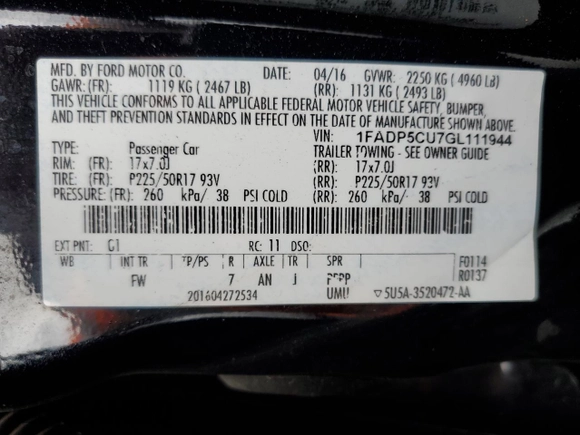 MFD. BY FORD MOTOR CO. DATE: 04/16 GVWR: 2250 KG ( 4960 LB)
GAWR: (FR): 1119 KG ( 2467 LB) (RR): 1131 KG ( 2493 LB)
THIS VEHICLE CONFORMS TO ALL APPLICABLE FEDERAL MOTOR VEHICLE SAFETY, BUMPER,
AND THEFT PREVENTION STANDARDS IN EFFECT ON THE DATE OF MANUFACTURE SHOWN ABOVE.
VIN: 1FADP5CU7GL111944
TYPE: Passenger Car TRAILER TOWING - SEE OWNER GUIDE
RIM: (FR): 17x7.0J (RR): 17x7.0J
TIRE: (FR): P225/50R17 93V (RR): P225/50R17 93V
PRESSURE: (FR): 260 kPa/ 38 PSI COLD (RR): 260 kPa/ 38 PSI COLD
EXT PNT: G1 RC: 11 DSO:
WB INT TR TP/PS R AXLE TR SPR F0114
FW 7 AN J R0137
201604272534 UMU 5U5A-3520472-AA